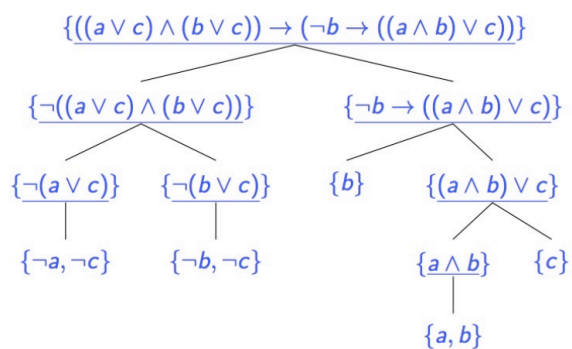 {((a ∨ c) ∧ (b ∨ c)) → (¬b → ((a ∧ b) ∨ c))}
{¬((a ∨ c) ∧ (b ∨ c))} {¬b → ((a ∧ b) ∨ c)}
{¬(a ∨ c)} {¬(b ∨ c)} {b} {(a ∧ b) ∨ c}
{¬a, ¬c} {¬b, ¬c} {a ∧ b} {c}
{a, b}